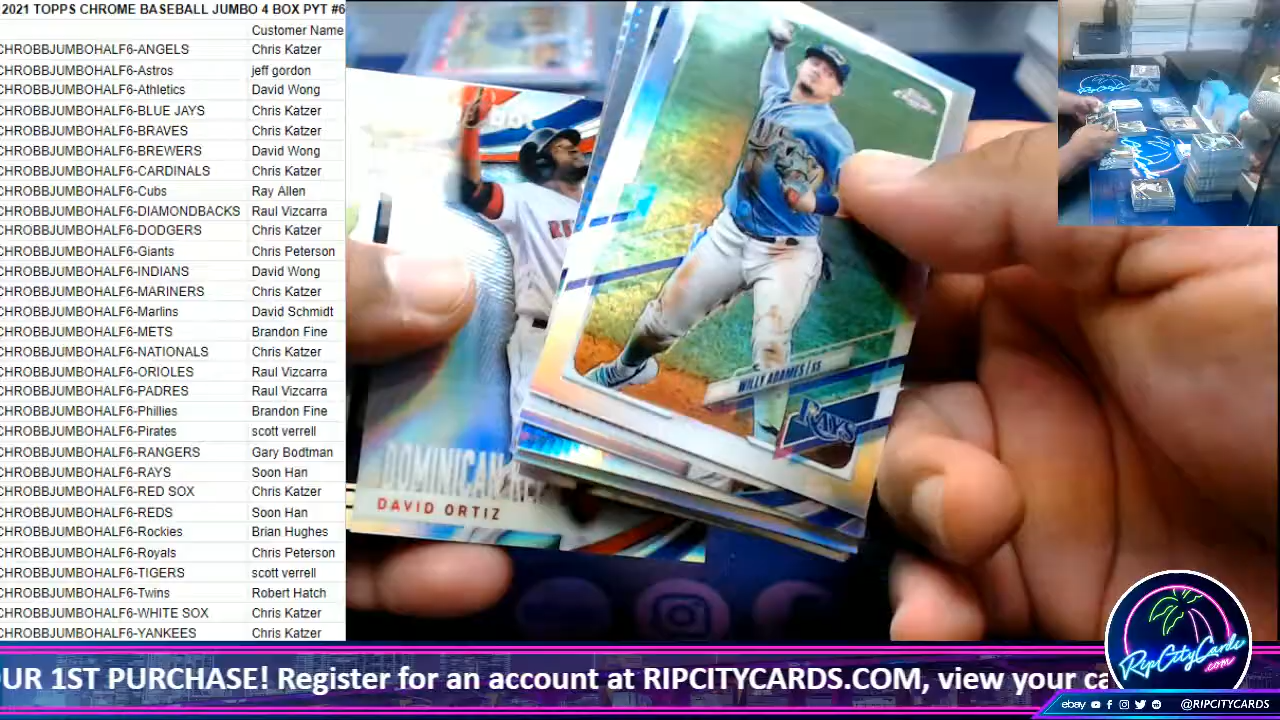 2021 TOPPS CHROME BASEBALL JUMBO 4 BOX PYT #6
Customer Name
CHROBBJUMBOHALF6-ANGELS Chris Katzer
CHROBBJUMBOHALF6-Astros jeff gordon
CHROBBJUMBOHALF6-Athletics David Wong
CHROBBJUMBOHALF6-BLUE JAYS Chris Katzer
CHROBBJUMBOHALF6-BRAVES Chris Katzer
CHROBBJUMBOHALF6-BREWERS David Wong
CHROBBJUMBOHALF6-CARDINALS Chris Katzer
CHROBBJUMBOHALF6-Cubs Ray Allen
CHROBBJUMBOHALF6-DIAMONDBACKS Raul Vizcarra
CHROBBJUMBOHALF6-DODGERS Chris Katzer
CHROBBJUMBOHALF6-Giants Chris Peterson
CHROBBJUMBOHALF6-INDIANS David Wong
CHROBBJUMBOHALF6-MARINERS Chris Katzer
CHROBBJUMBOHALF6-Marlins David Schmidt
CHROBBJUMBOHALF6-METS Brandon Fine
CHROBBJUMBOHALF6-NATIONALS Chris Katzer
CHROBBJUMBOHALF6-ORIOLES Raul Vizcarra
CHROBBJUMBOHALF6-PADRES Raul Vizcarra
CHROBBJUMBOHALF6-Phillies Brandon Fine
CHROBBJUMBOHALF6-Pirates scott verrell
CHROBBJUMBOHALF6-RANGERS Gary Bodtman
CHROBBJUMBOHALF6-RAYS Soon Han
CHROBBJUMBOHALF6-RED SOX Chris Katzer
CHROBBJUMBOHALF6-REDS Soon Han
CHROBBJUMBOHALF6-Rockies Brian Hughes
CHROBBJUMBOHALF6-Royals Chris Peterson
CHROBBJUMBOHALF6-TIGERS scott verrell
CHROBBJUMBOHALF6-Twins Robert Hatch
CHROBBJUMBOHALF6-WHITE SOX Chris Katzer
CHROBBJUMBOHALF6-YANKEES Chris Katzer
WILLY ADAMES / SS
RAYS
DOMINICAN
DAVID ORTIZ
RipCityCards
.com
UR 1ST PURCHASE! Register for an account at RIPCITYCARDS.COM, view your ca
ebay @RIPCITYCARDS